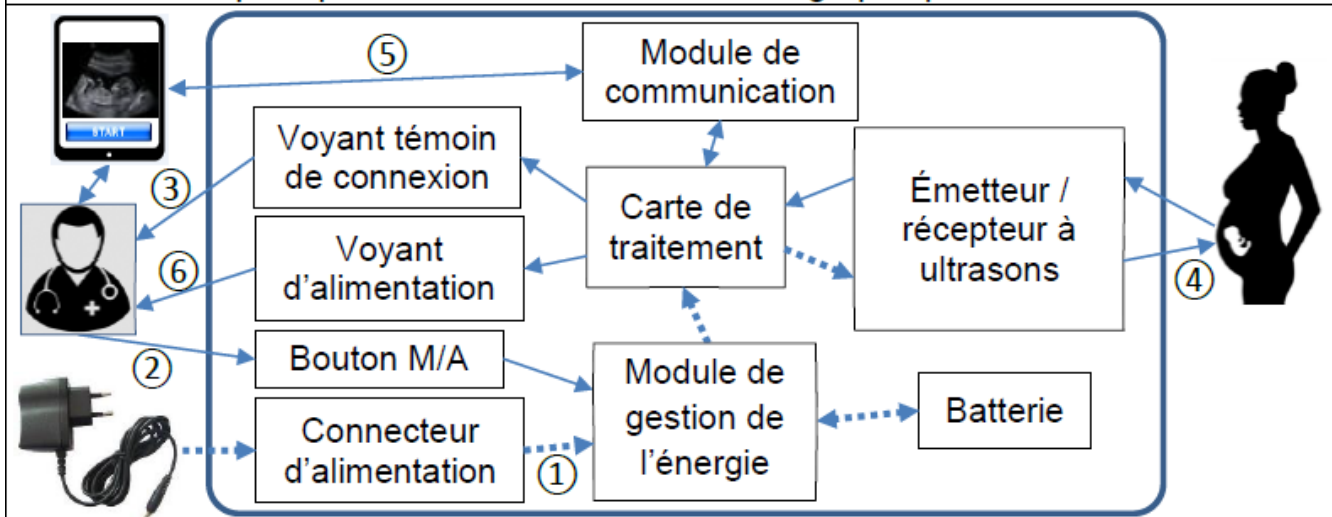 ⑤
Module de
communication
START
Voyant témoin
de connexion
③
Carte de
traitement
Émetteur /
récepteur à
ultrasons
Voyant
d'alimentation
⑥
④
②
Bouton M/A
Module de
gestion de
l'énergie
Batterie
Connecteur
d'alimentation
①